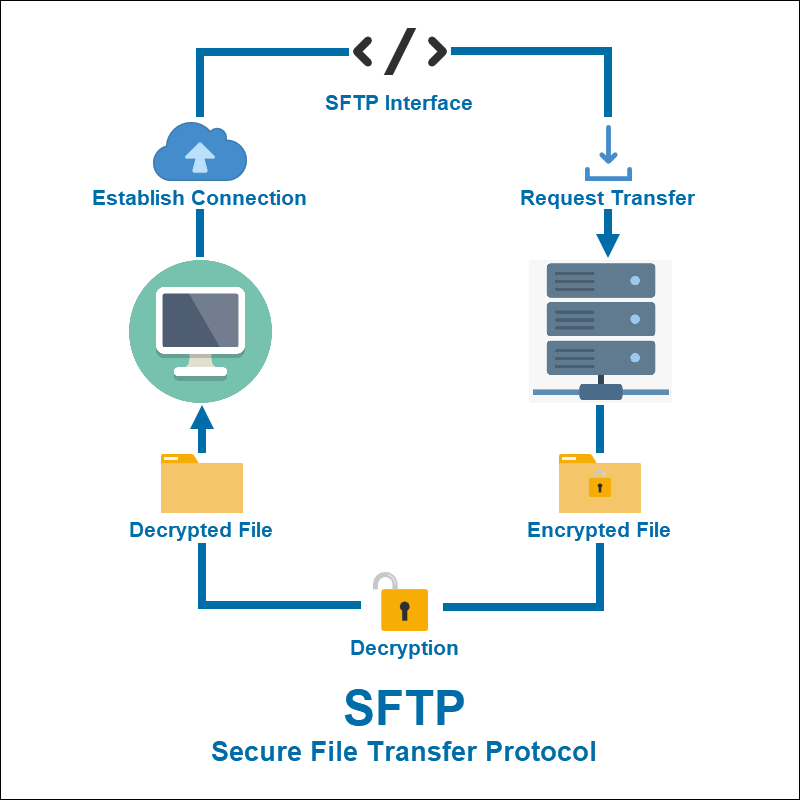 SFTP Interface
Establish Connection
Request Transfer
Decrypted File
Encrypted File
Decryption
SFTP
Secure File Transfer Protocol